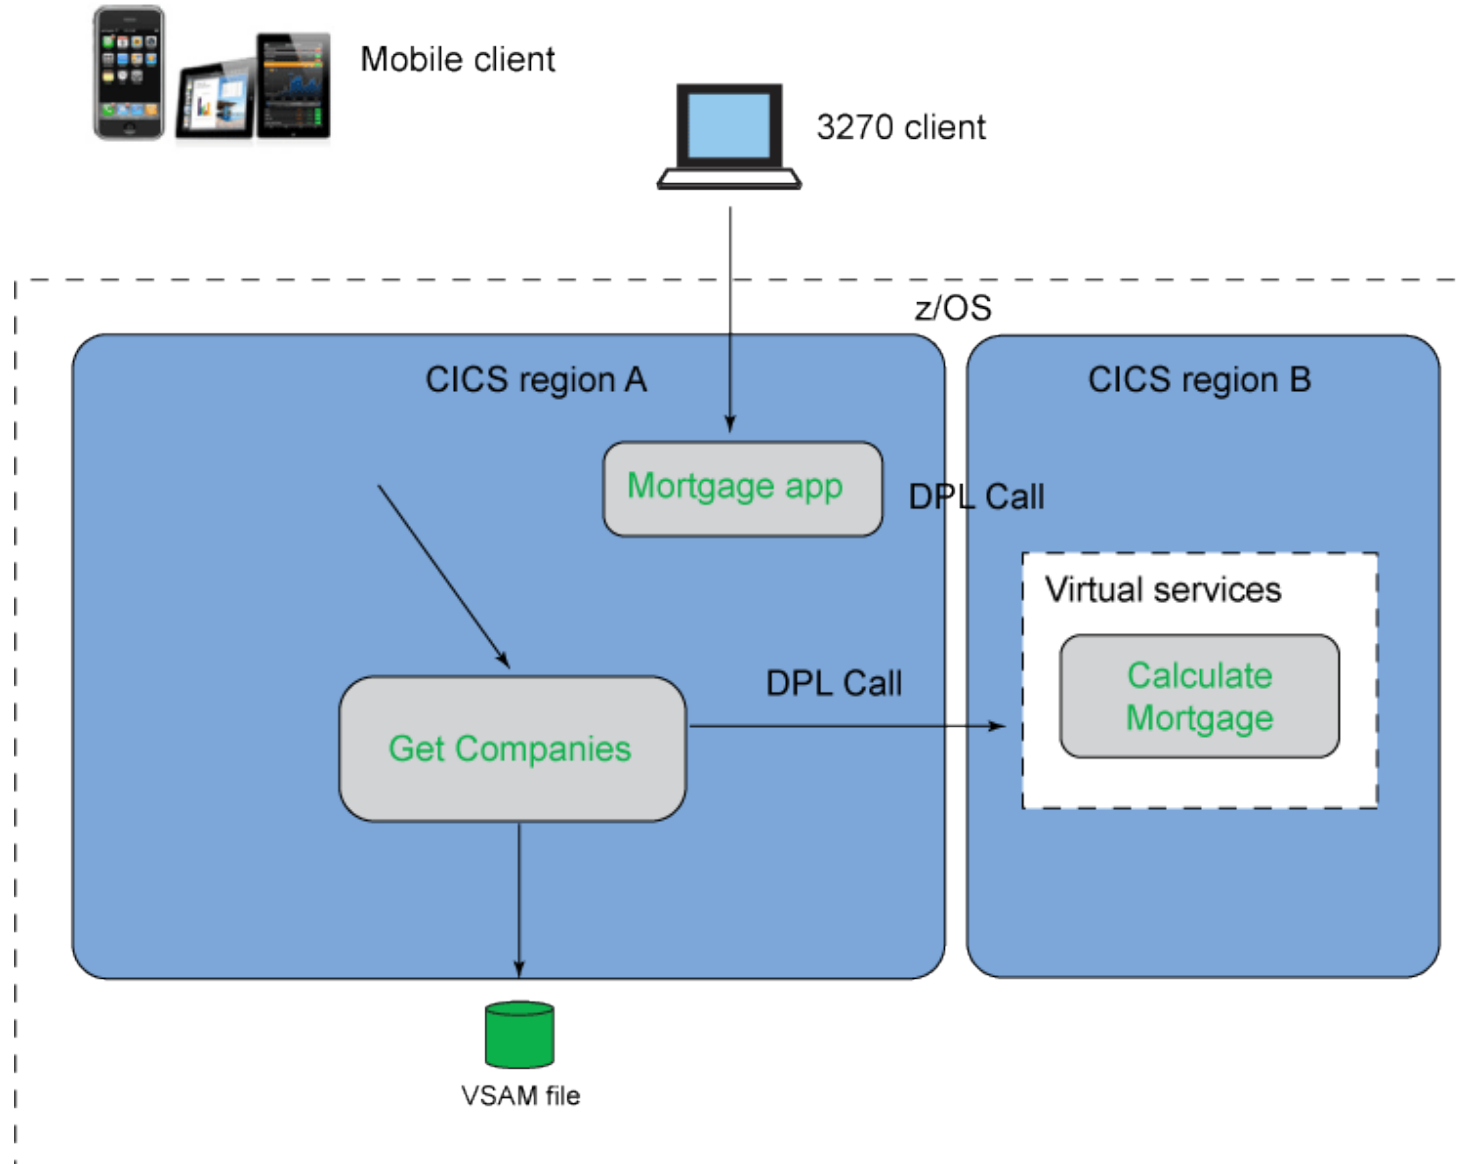 Mobile client
3270 client
z/OS
CICS region A
CICS region B
Mortgage app
DPL Call
Virtual services
Calculate
Mortgage
DPL Call
Get Companies
VSAM file